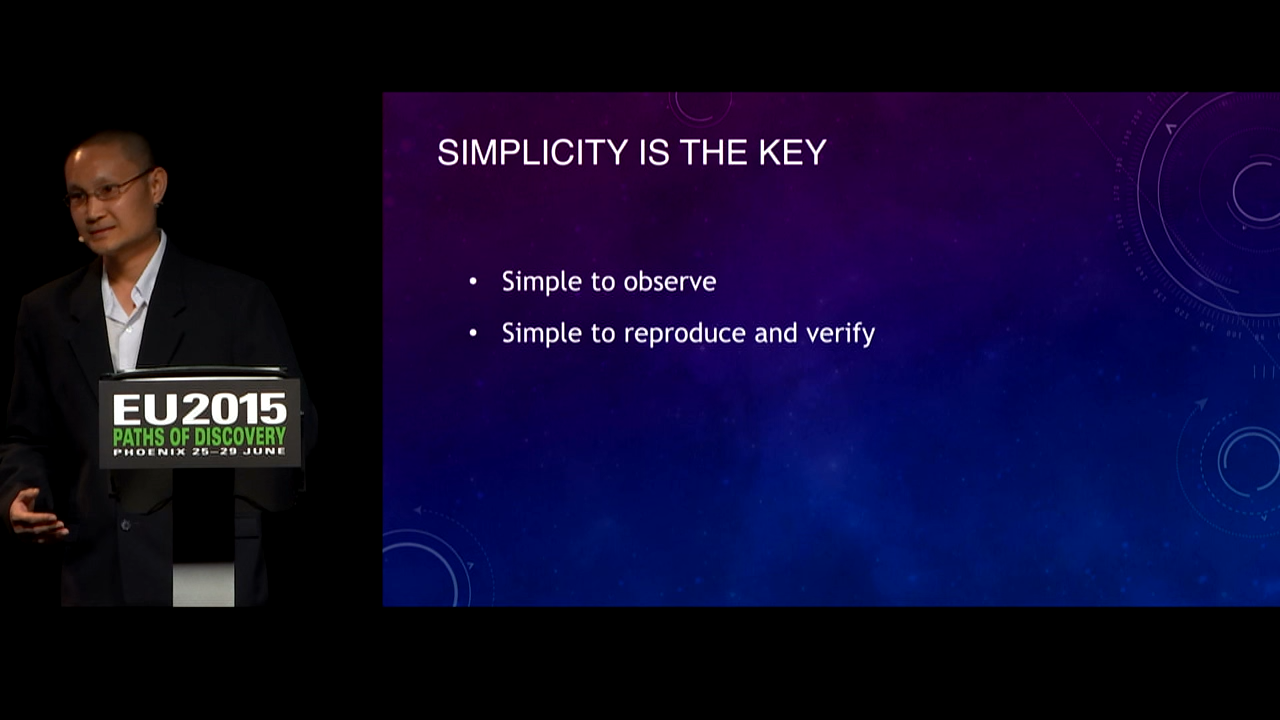 SIMPLICITY IS THE KEY
• Simple to observe
• Simple to reproduce and verify
EU2015
PATHS OF DISCOVERY
PHOENIX 25–29 JUNE